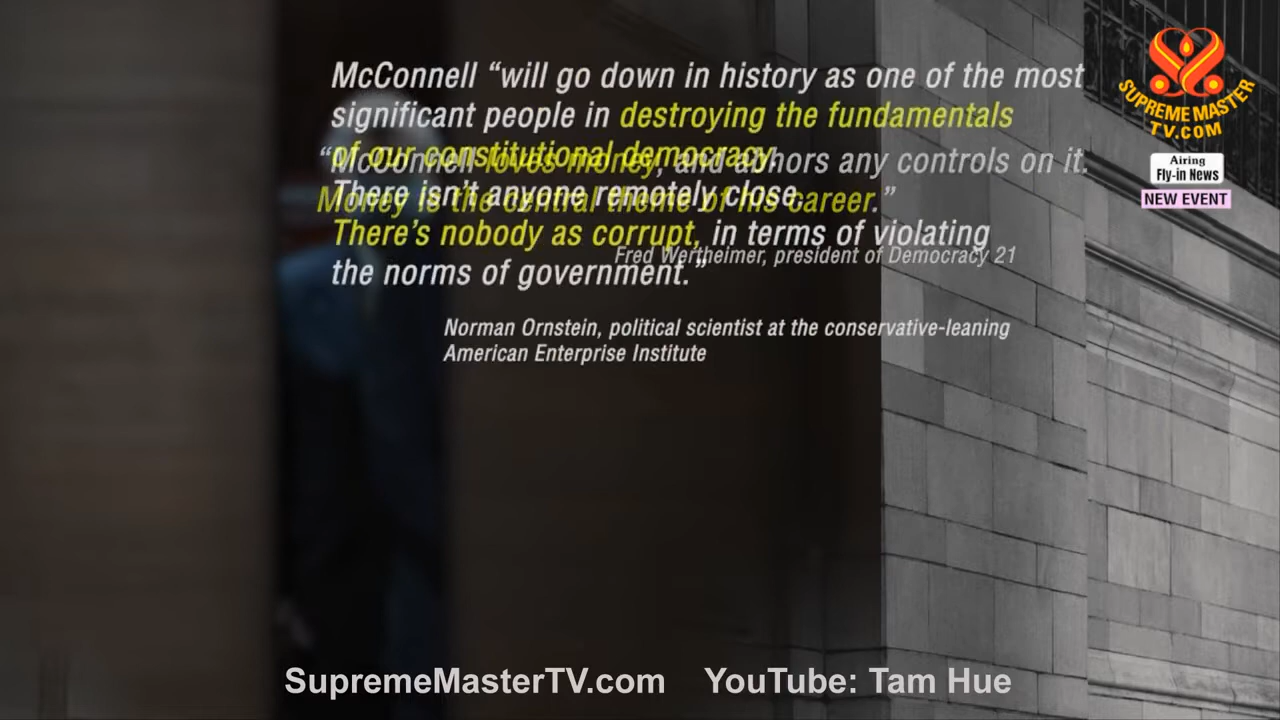 McConnell “will go down in history as one of the most
significant people in destroying the fundamentals
of our constitutional democracy.
There isn’t anyone remotely close.
There’s nobody as corrupt, in terms of violating
the norms of government.”
Norman Ornstein, political scientist at the conservative-leaning
American Enterprise Institute
“McConnell loves money, and abhors any controls on it.
Money is the central theme of his career.”
Fred Wertheimer, president of Democracy 21
SUPREME MASTER
TV.COM
Airing
Fly-in News
NEW EVENT
SupremeMasterTV.com YouTube: Tam Hue